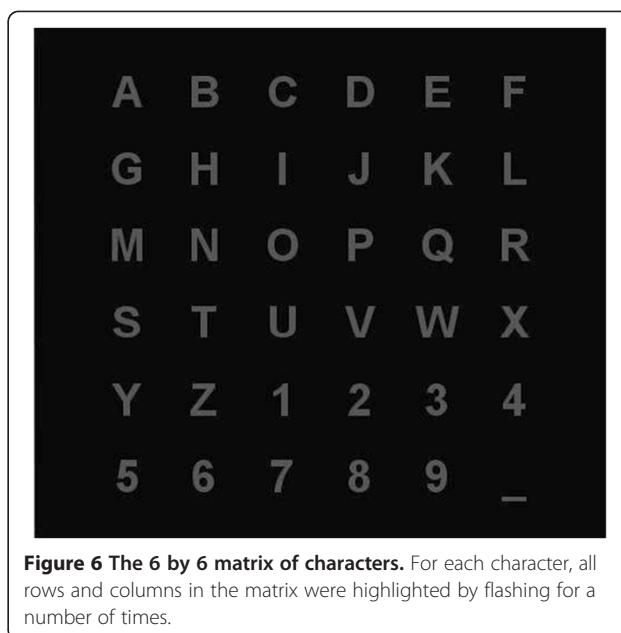 A B C D E F
G H I J K L
M N O P Q R
S T U V W X
Y Z 1 2 3 4
5 6 7 8 9 _
Figure 6 The 6 by 6 matrix of characters. For each character, all
rows and columns in the matrix were highlighted by flashing for a
number of times.